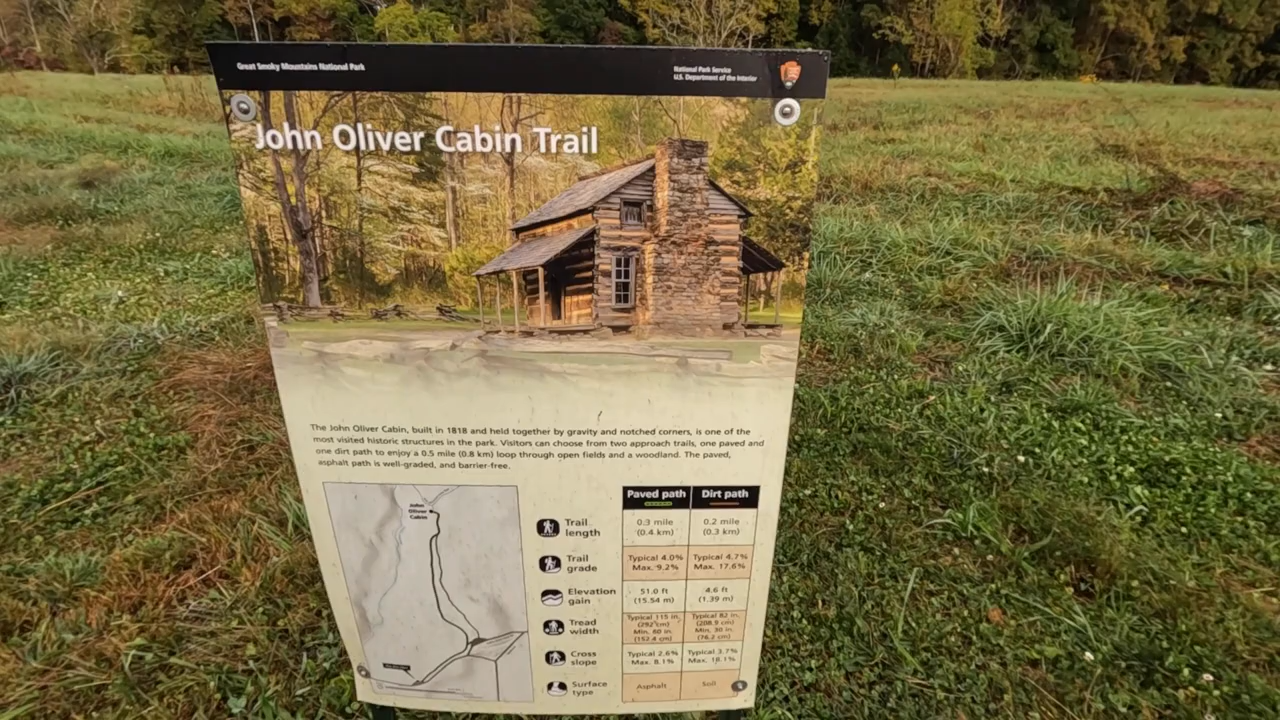 Great Smoky Mountains National Park
National Park Service
U.S. Department of the Interior
John Oliver Cabin Trail
The John Oliver Cabin, built in 1818 and held together by gravity and notched corners, is one of the
most visited historic structures in the park. Visitors can choose from two approach trails, one paved and
one dirt path to enjoy a 0.5 mile (0.8 km) loop through open fields and a woodland. The paved,
asphalt path is well-graded, and barrier-free.
John
Oliver
Cabin
Paved path Dirt path
Trail
length
0.3 mile
(0.4 km)
0.2 mile
(0.3 km)
Trail
grade
Typical 4.0%
Max. 9.2%
Typical 4.7%
Max. 17.6%
Elevation
gain
51.0 ft
(15.54 m)
4.6 ft
(1.39 m)
Tread
width
Typical 115 in.
(292 cm)
Min. 60 in.
(152.4 cm)
Typical 82 in.
(208.9 cm)
Min. 30 in.
(76.2 cm)
Cross
slope
Typical 2.6%
Max. 8.1%
Typical 3.7%
Max. 18.1%
Surface
type
Asphalt
Soil